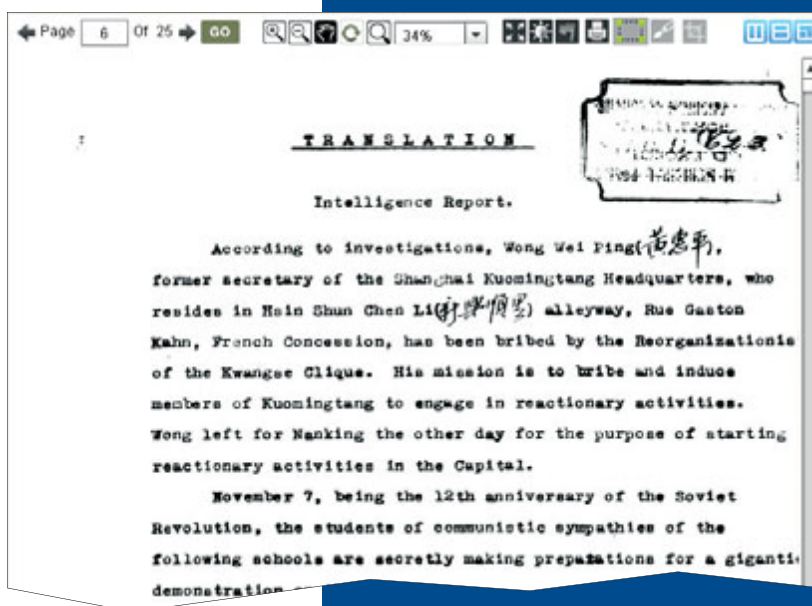 Page 6 Of 25 GO 34%
TRANSLATION
Intelligence Report.
According to investigations, Wong Wei Ping(黃惠平),
former secretary of the Shanghai Kuomingtang Headquarters, who
resides in Hsin Shun Chen Li( ) alleyway, Rue Gaston
Kahn, French Concession, has been bribed by the Reorganizationis
of the Kwangse Clique. His mission is to bribe and induce
members of Kuomingtang to engage in reactionary activities.
Wong left for Nanking the other day for the purpose of starting
reactionary activities in the Capital.
November 7, being the 12th anniversary of the Soviet
Revolution, the students of communistic sympathies of the
following schools are secretly making preparations for a giganti
demonstration